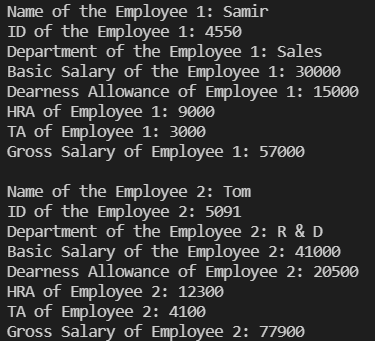 Name of the Employee 1: Samir
ID of the Employee 1: 4550
Department of the Employee 1: Sales
Basic Salary of the Employee 1: 30000
Dearness Allowance of Employee 1: 15000
HRA of Employee 1: 9000
TA of Employee 1: 3000
Gross Salary of Employee 1: 57000

Name of the Employee 2: Tom
ID of the Employee 2: 5091
Department of the Employee 2: R & D
Basic Salary of the Employee 2: 41000
Dearness Allowance of Employee 2: 20500
HRA of Employee 2: 12300
TA of Employee 2: 4100
Gross Salary of Employee 2: 77900